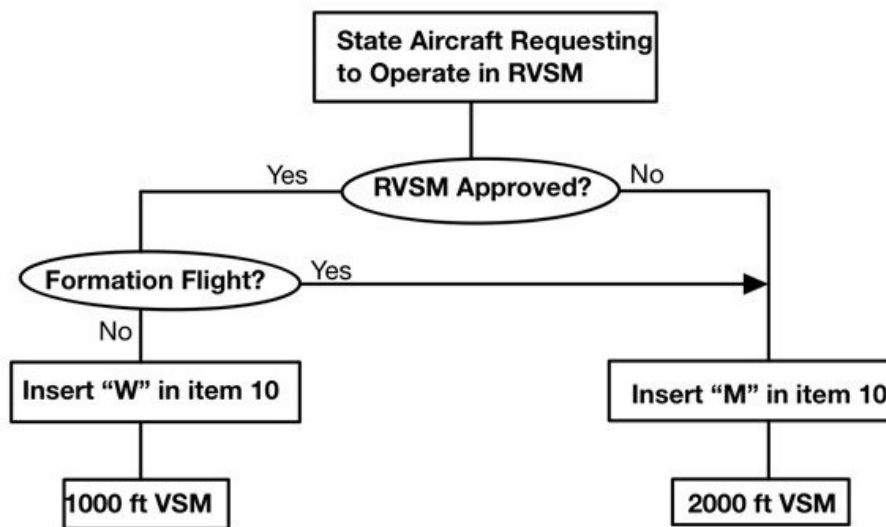 State Aircraft Requesting
to Operate in RVSM
Yes
RVSM Approved?
No
Formation Flight?
Yes
No
Insert “W” in item 10
Insert “M” in item 10
1000 ft VSM
2000 ft VSM